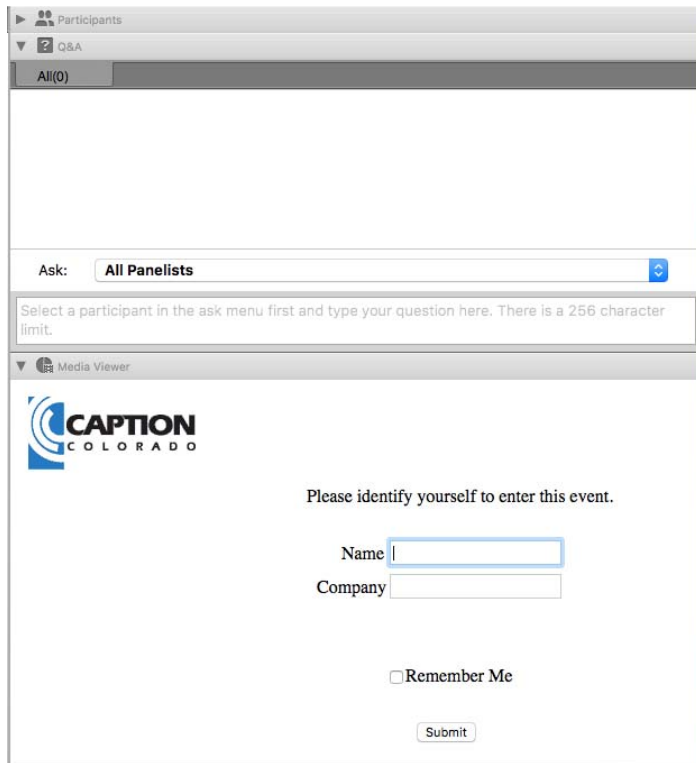 Participants
Q&A
All(0)
Ask: All Panelists
Select a participant in the ask menu first and type your question here. There is a 256 character
limit.
Media Viewer
CAPTION
COLORADO
Please identify yourself to enter this event.
Name
Company
Remember Me
Submit